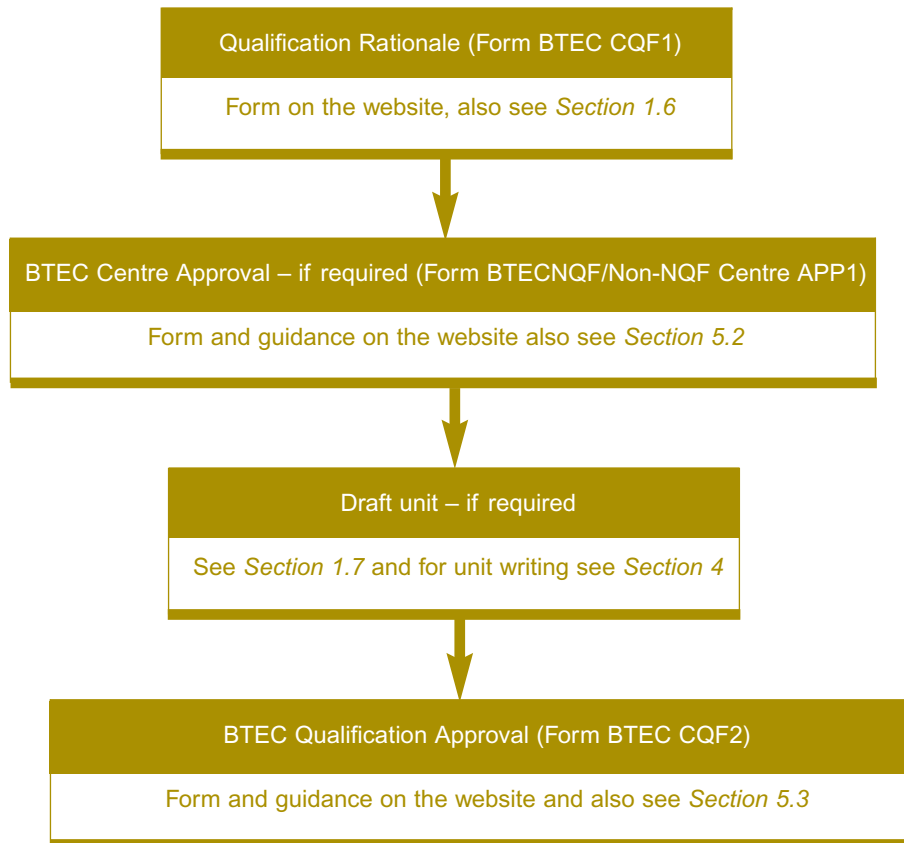 Qualification Rationale (Form BTEC CQF1)
Form on the website, also see Section 1.6
BTEC Centre Approval – if required (Form BTECNQF/Non-NQF Centre APP1)
Form and guidance on the website also see Section 5.2
Draft unit – if required
See Section 1.7 and for unit writing see Section 4
BTEC Qualification Approval (Form BTEC CQF2)
Form and guidance on the website and also see Section 5.3